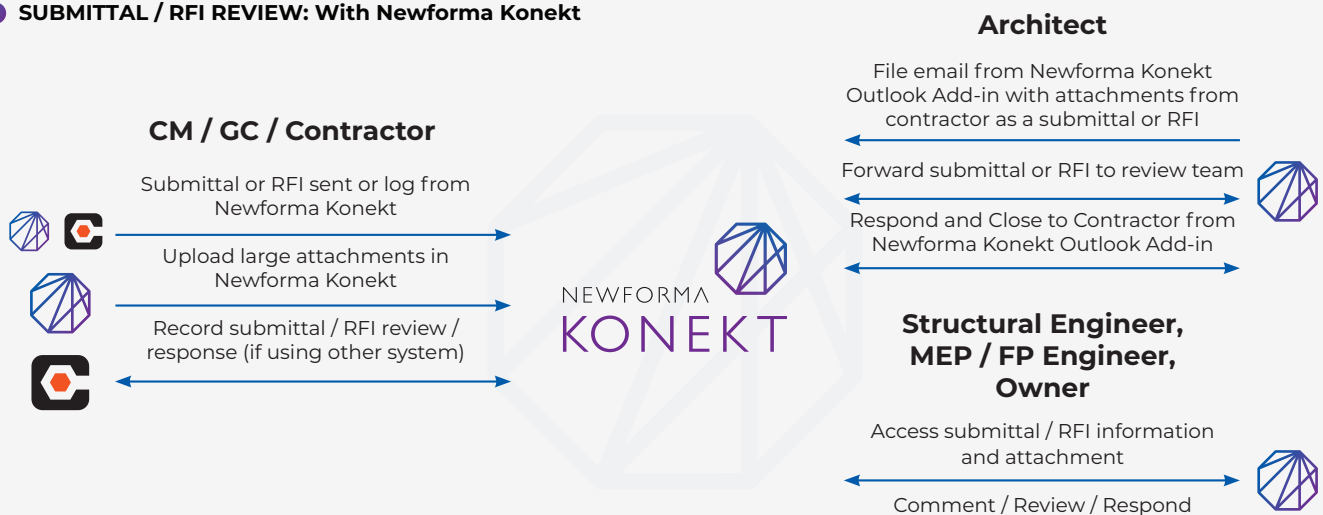 SUBMITTAL / RFI REVIEW: With Newforma Konekt
CM / GC / Contractor
Submittal or RFI sent or log from
Newforma Konekt
Upload large attachments in
Newforma Konekt
Record submittal / RFI review /
response (if using other system)
NEWFORMA
KONEKT
Architect
File email from Newforma Konekt
Outlook Add-in with attachments from
contractor as a submittal or RFI
Forward submittal or RFI to review team
Respond and Close to Contractor from
Newforma Konekt Outlook Add-in
Structural Engineer,
MEP / FP Engineer,
Owner
Access submittal / RFI information
and attachment
Comment / Review / Respond